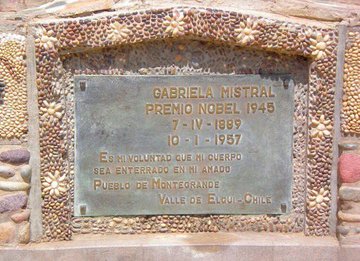 GABRIELA MISTRAL
PREMIO NOBEL 1945
7-IV-1889
10-1-1957
ES MI VOLUNTAD QUE MI CUERPO
SEA ENTERRADO EN MI AMADO
PUEBLO DE MONTEGRANDE
VALLE DE ELQUI-CHILE